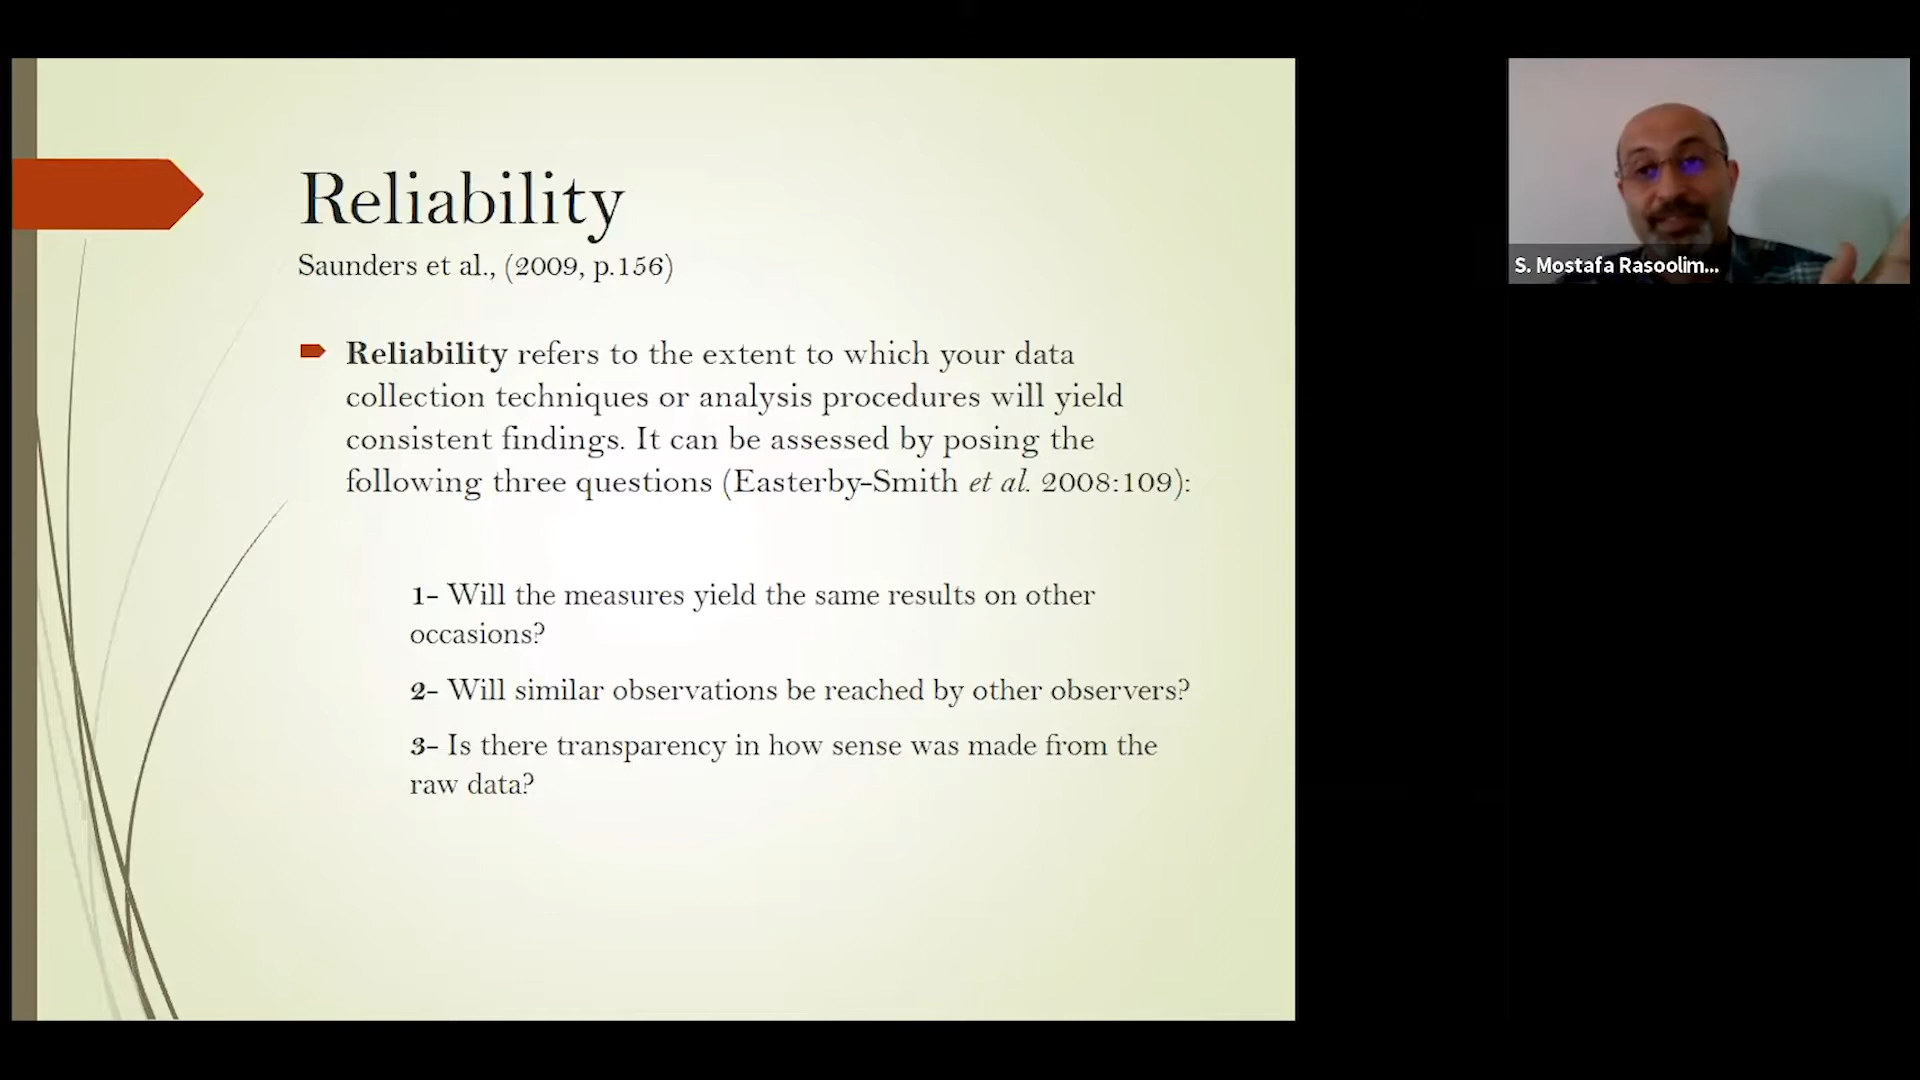 Reliability
Saunders et al., (2009, p.156)
Reliability refers to the extent to which your data
collection techniques or analysis procedures will yield
consistent findings. It can be assessed by posing the
following three questions (Easterby-Smith et al. 2008:109):
1- Will the measures yield the same results on other
occasions?
2- Will similar observations be reached by other observers?
3- Is there transparency in how sense was made from the
raw data?
S. Mostafa Rasoolim...